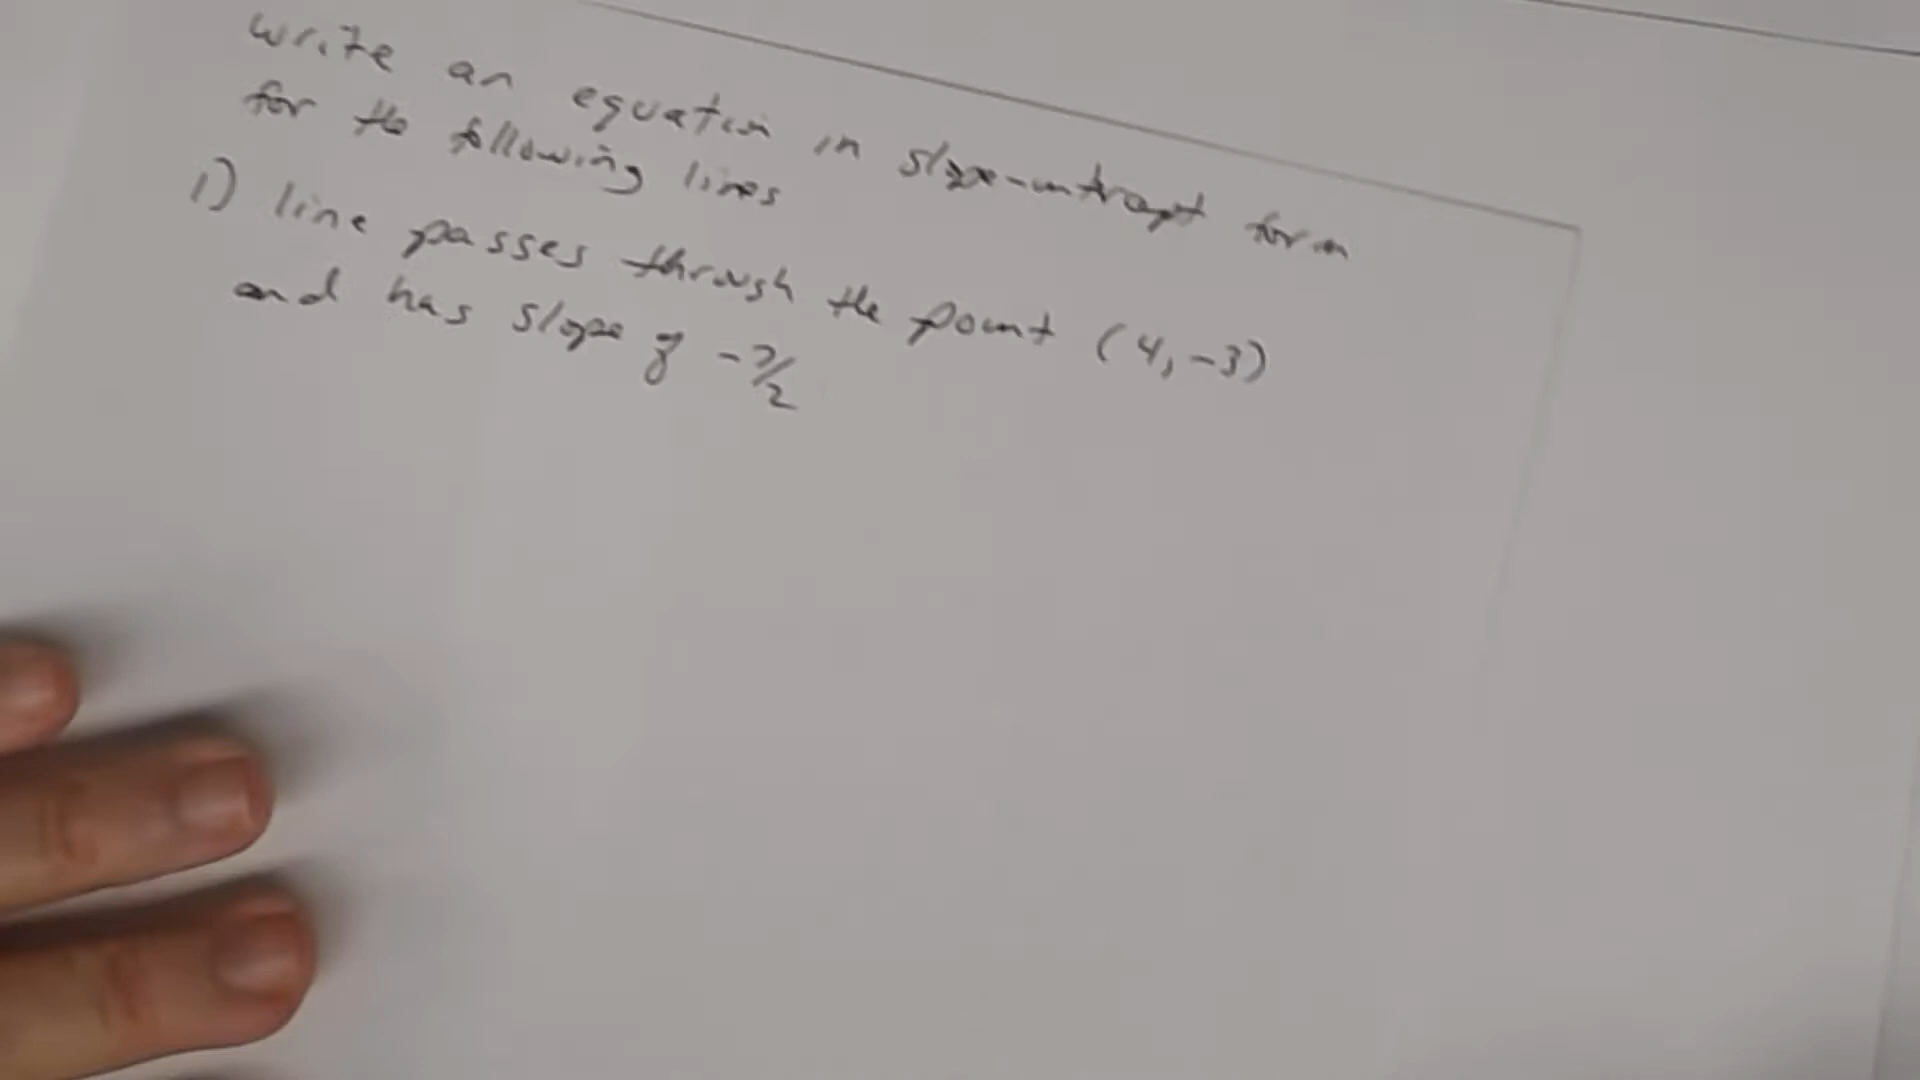 write an equation in slope-intercept form
for the following lines
1) line passes through the point (4, -3)
and has slope of -7/2